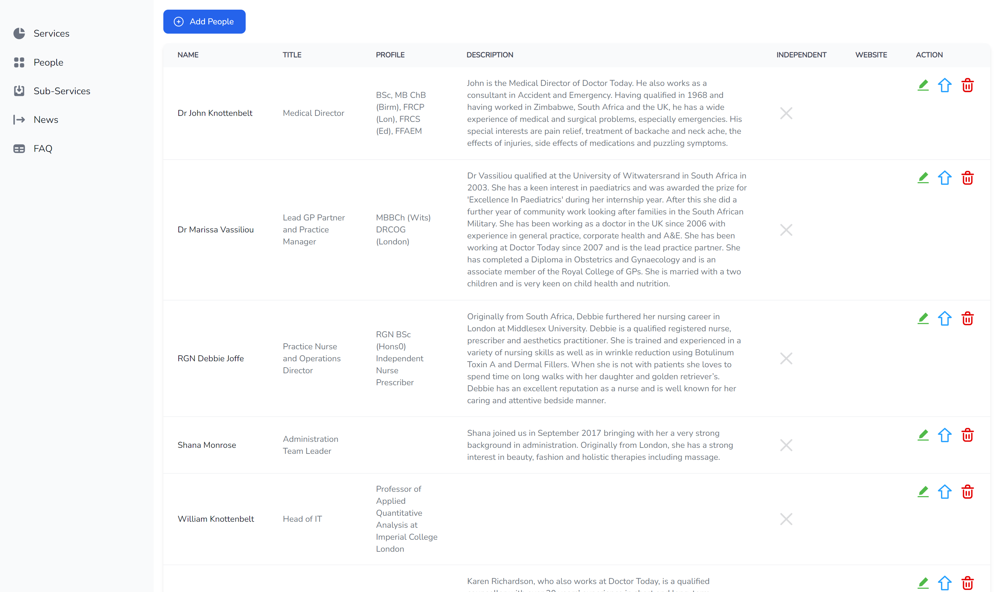 Services
People
Sub-Services
News
FAQ
Add People
NAME
TITLE
PROFILE
DESCRIPTION
INDEPENDENT
WEBSITE
ACTION
Dr John Knottenbelt
Medical Director
BSc, MB ChB
(Birm), FRCP
(Lon), FRCS
(Ed), FFAEM
John is the Medical Director of Doctor Today. He also works as a
consultant in Accident and Emergency. Having qualified in 1968 and
having worked in Zimbabwe, South Africa and the UK, he has a wide
experience of medical and surgical problems, especially emergencies. His
special interests are pain relief, treatment of backache and neck ache, the
effects of injuries, side effects of medications and puzzling symptoms.
Dr Marissa Vassiliou
Lead GP Partner
and Practice
Manager
MBBCh (Wits)
DRCOG
(London)
Dr Vassiliou qualified at the University of Witwatersrand in South Africa in
2003. She has a keen interest in paediatrics and was awarded the prize for
'Excellence In Paediatrics' during her internship year. After this she did a
further year of community work looking after families in the South African
Military. She has been working as a doctor in the UK since 2006 with
experience in general practice, corporate health and A&E. She has been
working at Doctor Today since 2007 and is the lead practice partner. She
has completed a Diploma in Obstetrics and Gynaecology and is an
associate member of the Royal College of GPs. She is married with a two
children and is very keen on child health and nutrition.
RGN Debbie Joffe
Practice Nurse
and Operations
Director
RGN BSc
(Hons0)
Independent
Nurse
Prescriber
Originally from South Africa, Debbie furthered her nursing career in
London at Middlesex University. Debbie is a qualified registered nurse,
prescriber and aesthetics practitioner. She is trained and experienced in a
variety of nursing skills as well as in wrinkle reduction using Botulinum
Toxin A and Dermal Fillers. When she is not with patients she loves to
spend time on long walks with her daughter and golden retriever’s.
Debbie has an excellent reputation as a nurse and is well known for her
caring and attentive bedside manner.
Shana Monrose
Administration
Team Leader
Shana joined us in September 2017 bringing with her a very strong
background in administration. Originally from London, she has a strong
interest in beauty, fashion and holistic therapies including massage.
William Knottenbelt
Head of IT
Professor of
Applied
Quantitative
Analysis at
Imperial College
London
Karen Richardson, who also works at Doctor Today, is a qualified